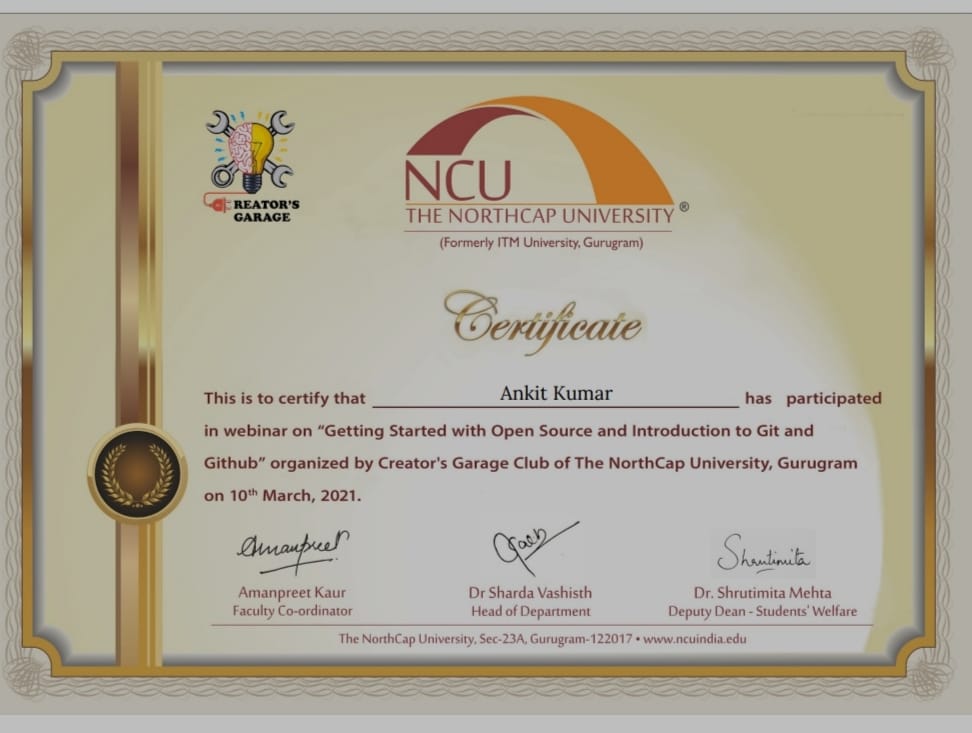 REATOR'S
GARAGE
NCU
THE NORTHCAP UNIVERSITY®
(Formerly ITM University, Gurugram)
Certificate
This is to certify that Ankit Kumar has participated
in webinar on “Getting Started with Open Source and Introduction to Git and
Github” organized by Creator's Garage Club of The NorthCap University, Gurugram
on 10th March, 2021.
Amanpreet
Shrutimita
Amanpreet Kaur
Dr Sharda Vashisth
Dr. Shrutimita Mehta
Faculty Co-ordinator
Head of Department
Deputy Dean - Students' Welfare
The NorthCap University, Sec-23A, Gurugram-122017 • www.ncuindia.edu